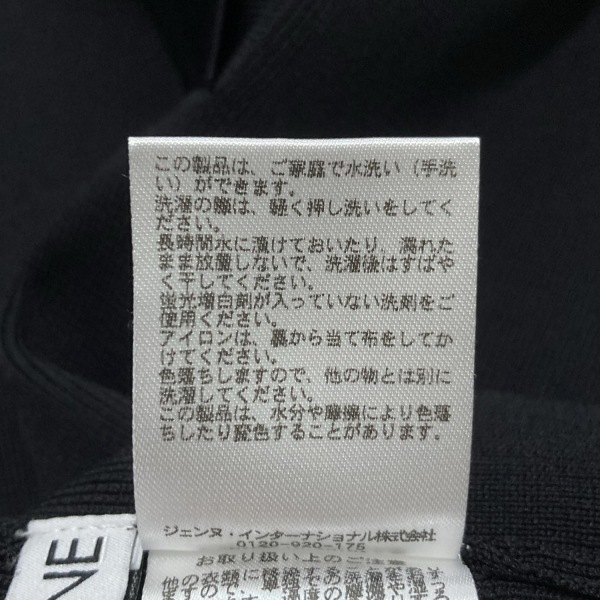 この製品は、ご家庭で水洗い（手洗
い）ができます。
洗濯の際は、軽く押し洗いをしてく
ださい。
長時間水に漬けておいたり、濡れた
まま放置しないで、洗濯後はすばや
く干してください。
蛍光増白剤が入っていない洗剤をご
使用ください。
アイロンは、裏から当て布をしてか
けてください。
色落ちしますので、他の物とは別に
洗濯してください。
この製品は、水分や摩擦により色落
ちしたり変色することがあります。
ジェンヌ・インターナショナル株式会社
0120-920-175
お取り扱い上のご注意
NE